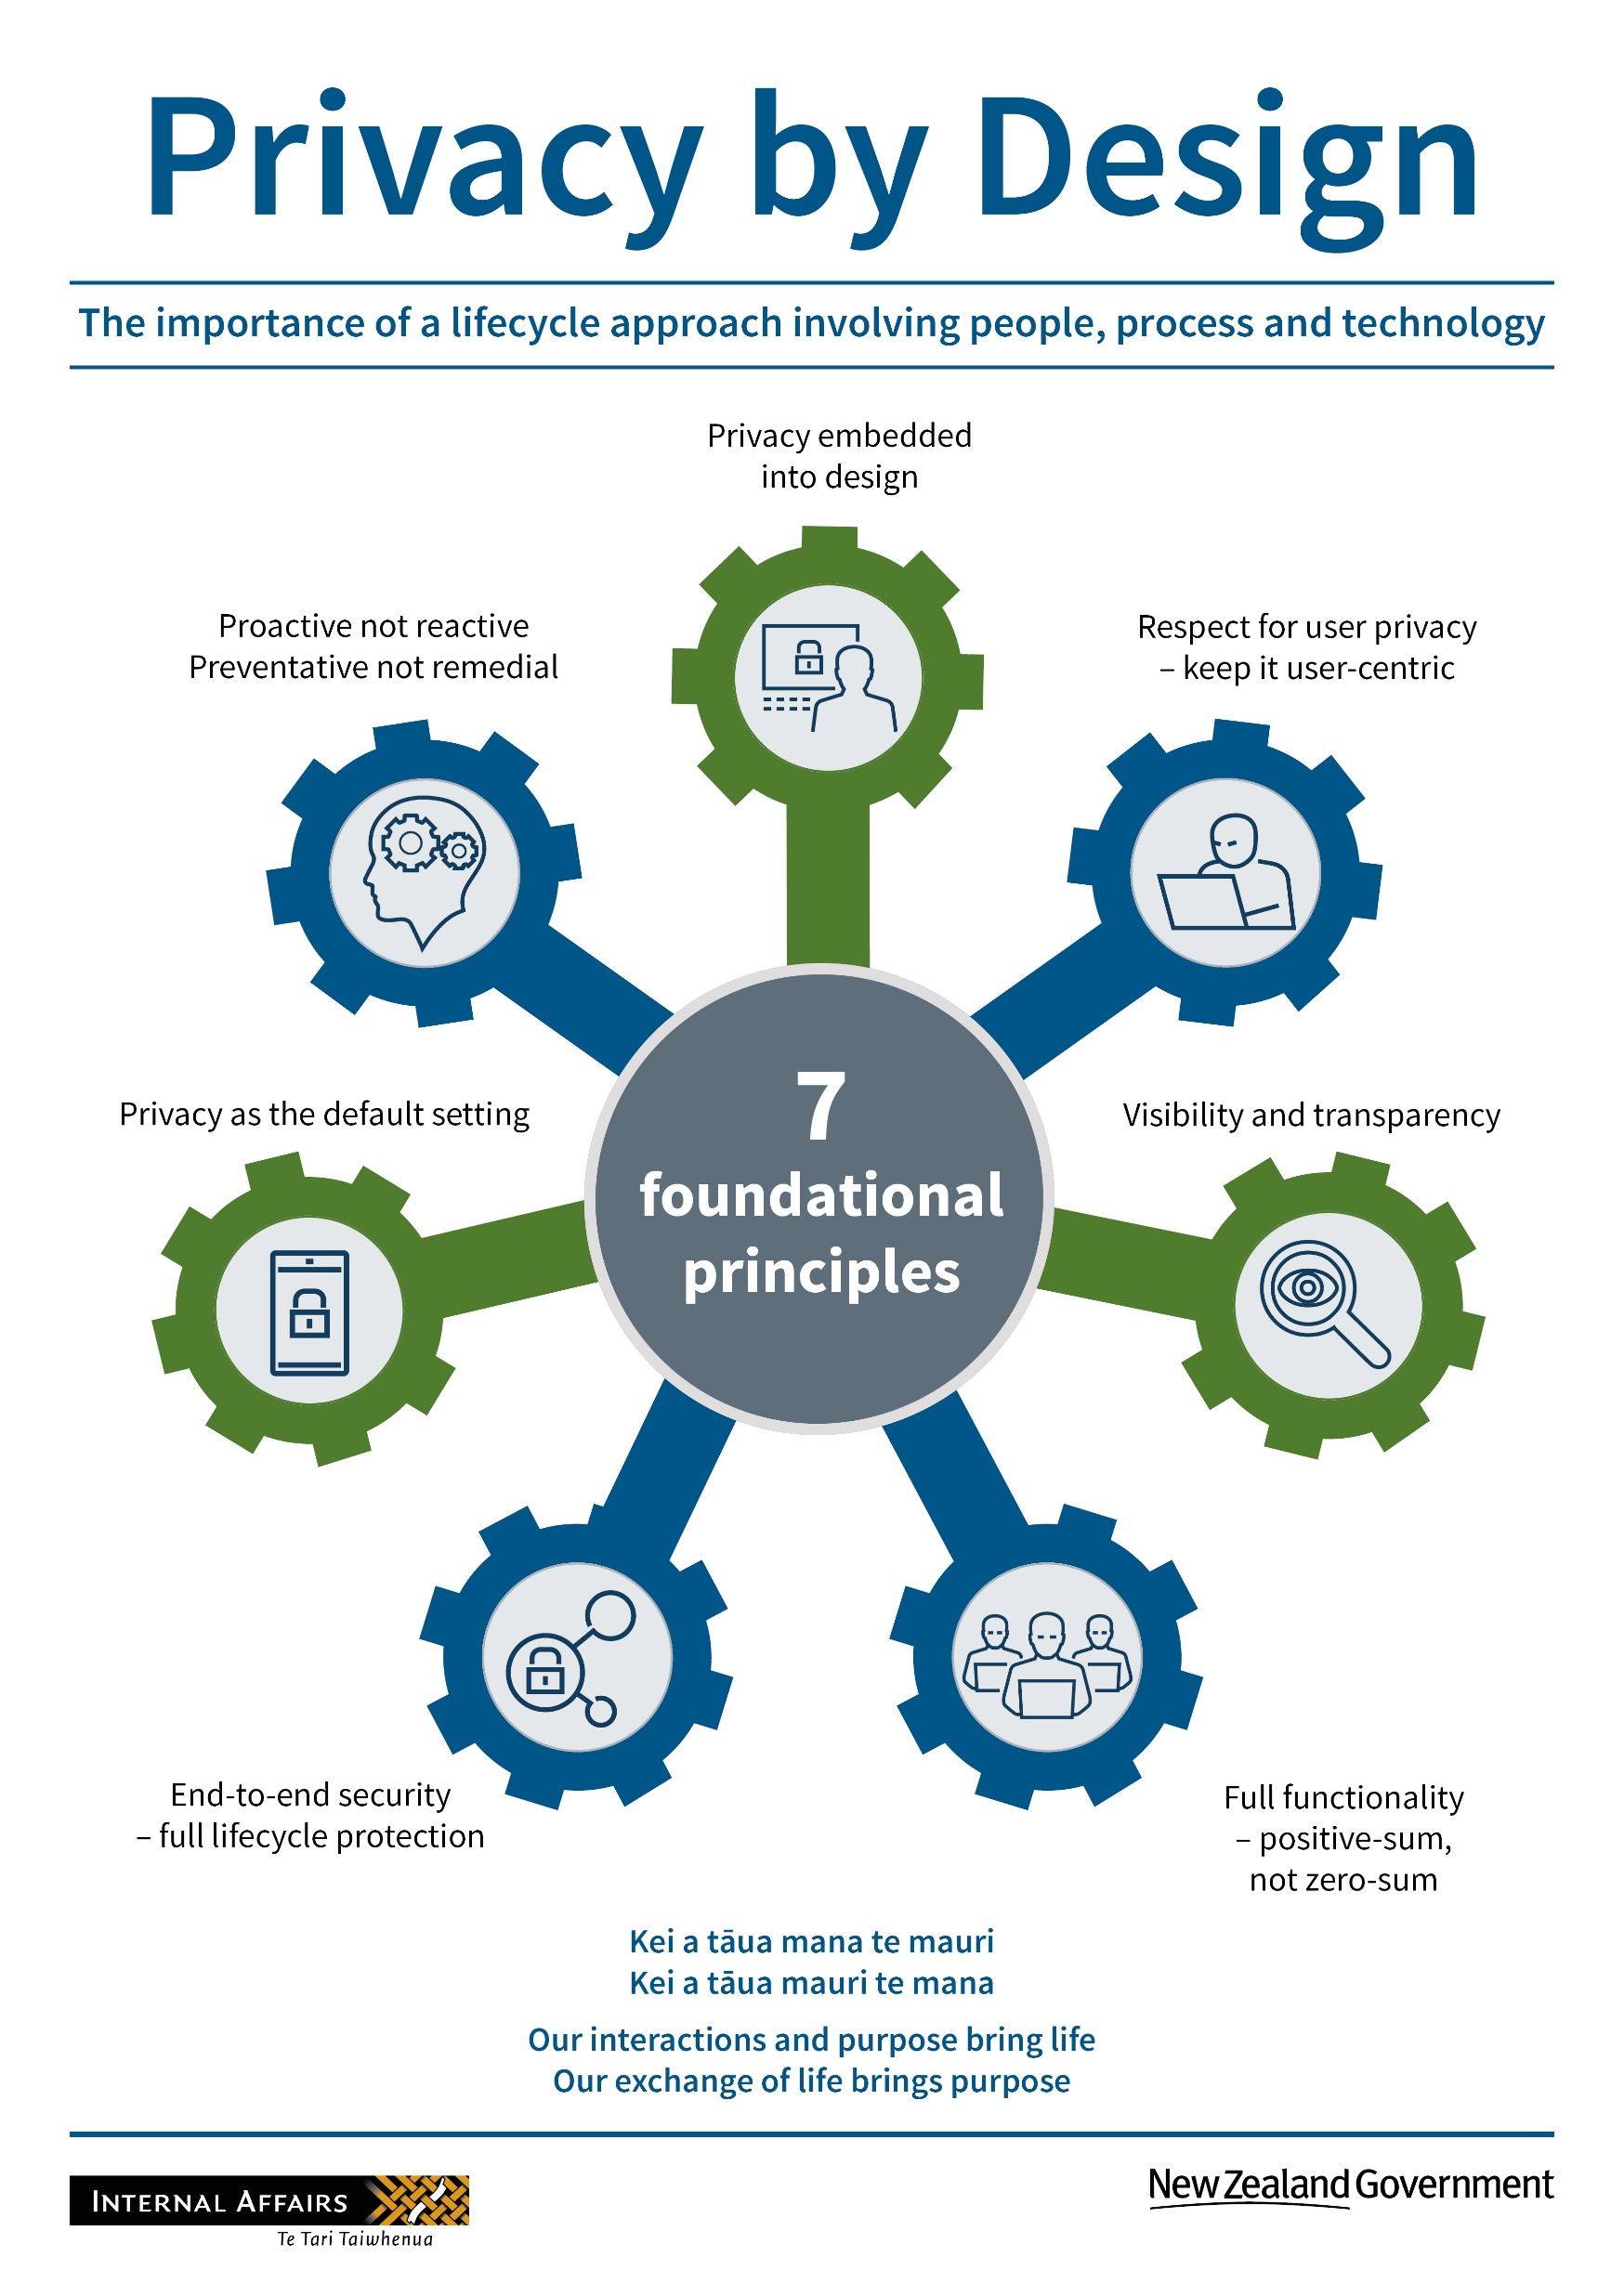 Privacy by Design
The importance of a lifecycle approach involving people, process and technology
Privacy embedded
into design
Proactive not reactive
Preventative not remedial
Respect for user privacy
– keep it user-centric
7
foundational
principles
Privacy as the default setting
Visibility and transparency
End-to-end security
– full lifecycle protection
Full functionality
– positive-sum,
not zero-sum
Kei a tāua mana te mauri
Kei a tāua mauri te mana
Our interactions and purpose bring life
Our exchange of life brings purpose
INTERNAL AFFAIRS
Te Tari Taiwhenua
New Zealand Government